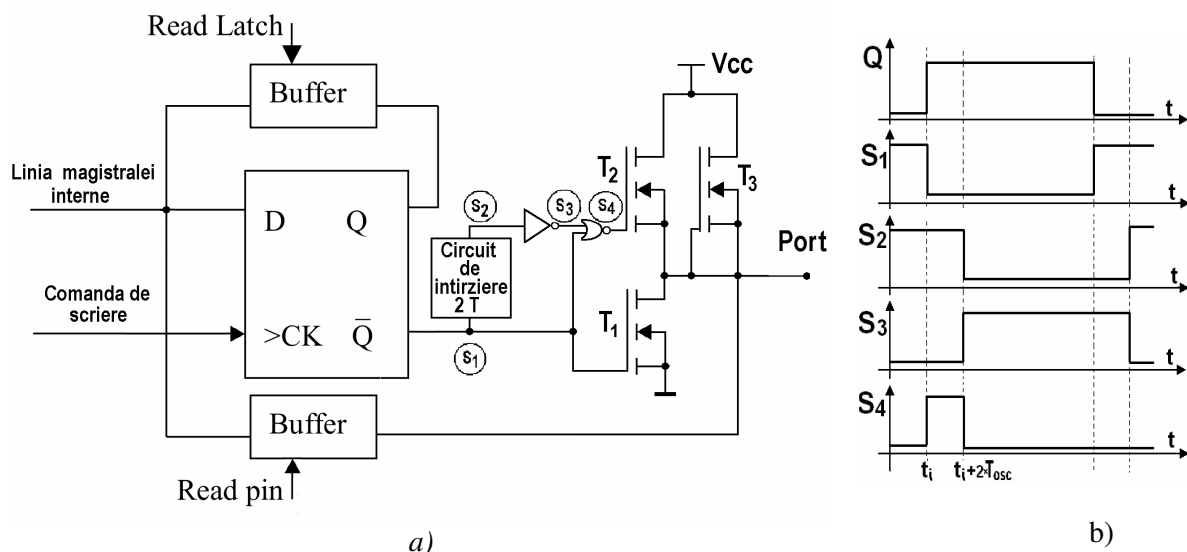 Read Latch
Buffer
Vcc
Linia magistralei
interne
D
Q
S₂
S₃
S₄
T₂
T₃
Circuit
de
intirziere
2 T
Port
Comanda de
scriere
>CK
Q̅
S₁
T₁
Buffer
Read pin
a)
Q
t
S₁
t
S₂
t
S₃
t
S₄
t
tᵢ
tᵢ+2×Tosc
b)